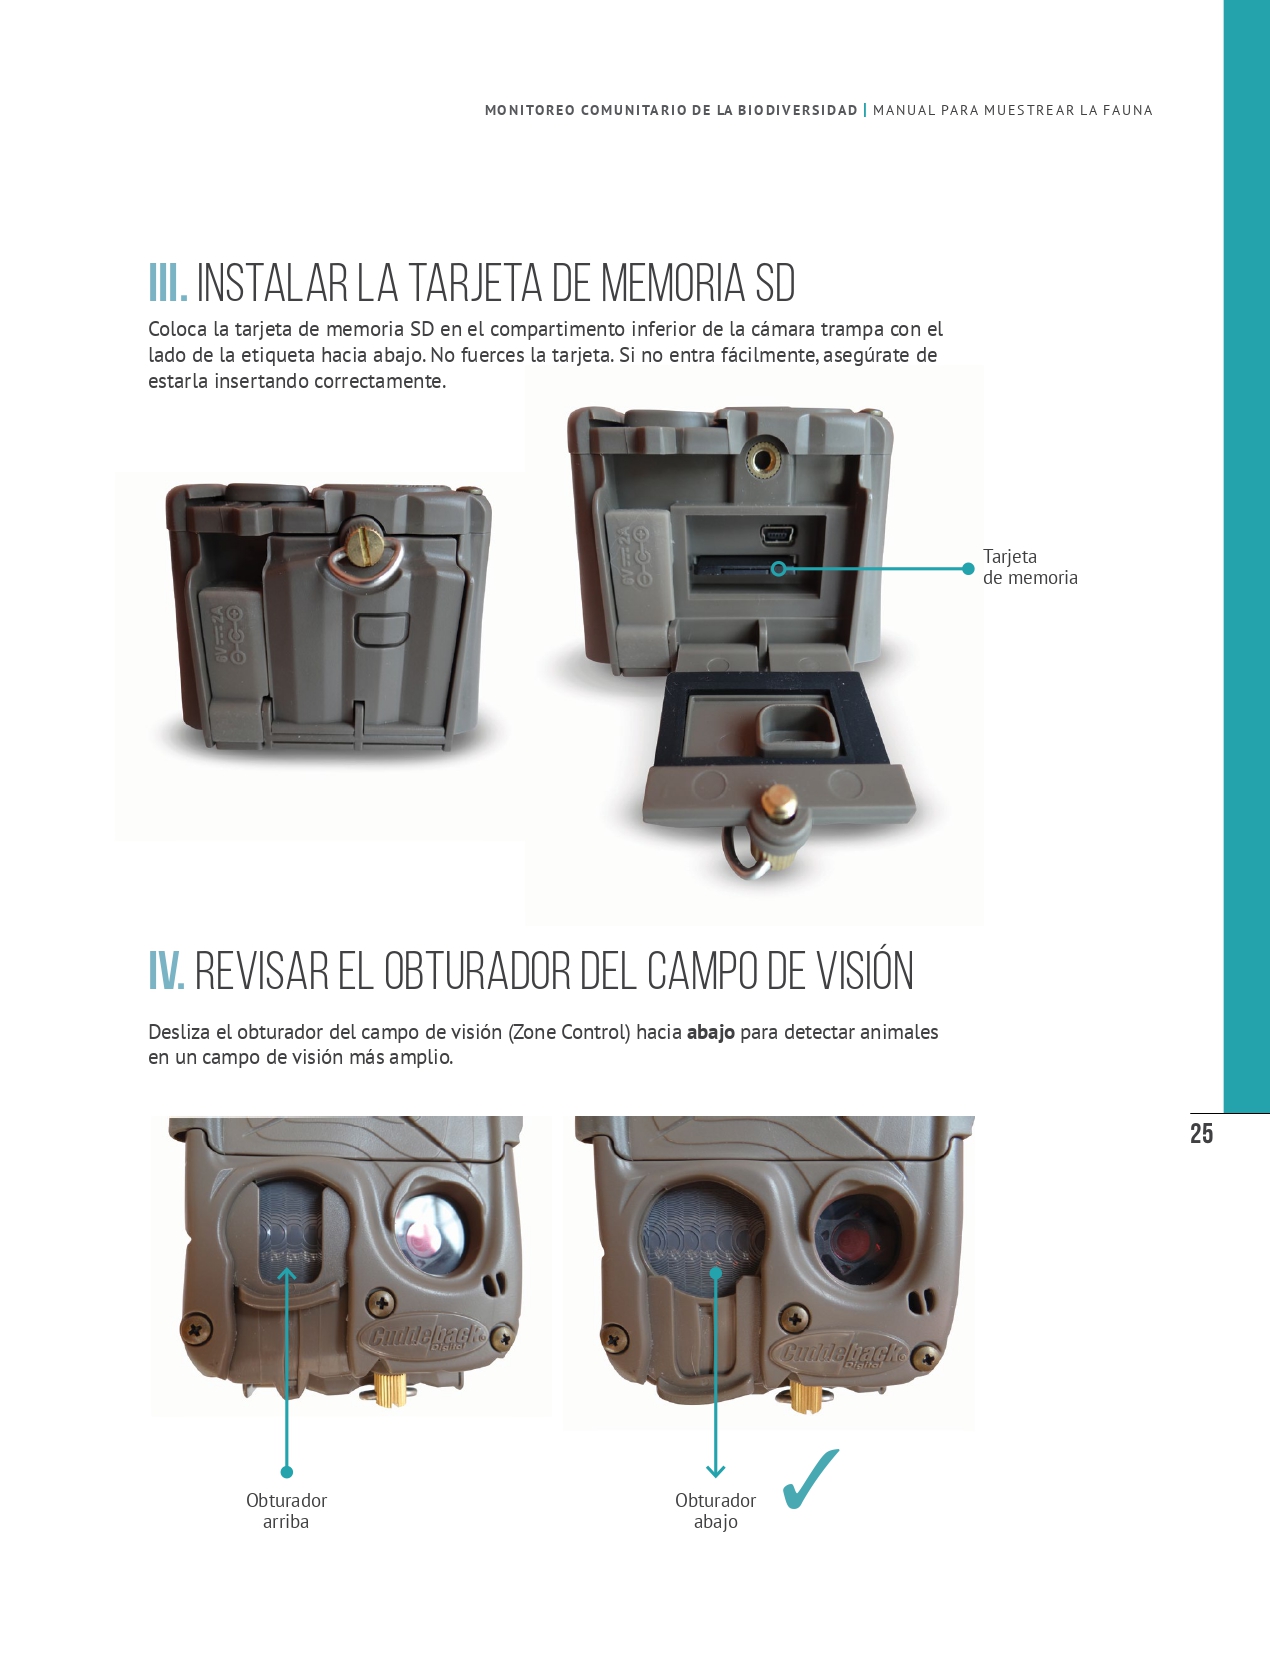 MONITOREO COMUNITARIO DE LA BIODIVERSIDAD | MANUAL PARA MUESTREAR LA FAUNA
III. INSTALAR LA TARJETA DE MEMORIA SD
Coloca la tarjeta de memoria SD en el compartimento inferior de la cámara trampa con el
lado de la etiqueta hacia abajo. No fuerces la tarjeta. Si no entra fácilmente, asegúrate de
estarla insertando correctamente.
6V 2A
6V 2A
Tarjeta
de memoria
IV. REVISAR EL OBTURADOR DEL CAMPO DE VISIÓN
Desliza el obturador del campo de visión (Zone Control) hacia abajo para detectar animales
en un campo de visión más amplio.
25
Cuddeback
Digital
Cuddeback
Digital
Obturador
arriba
Obturador
abajo